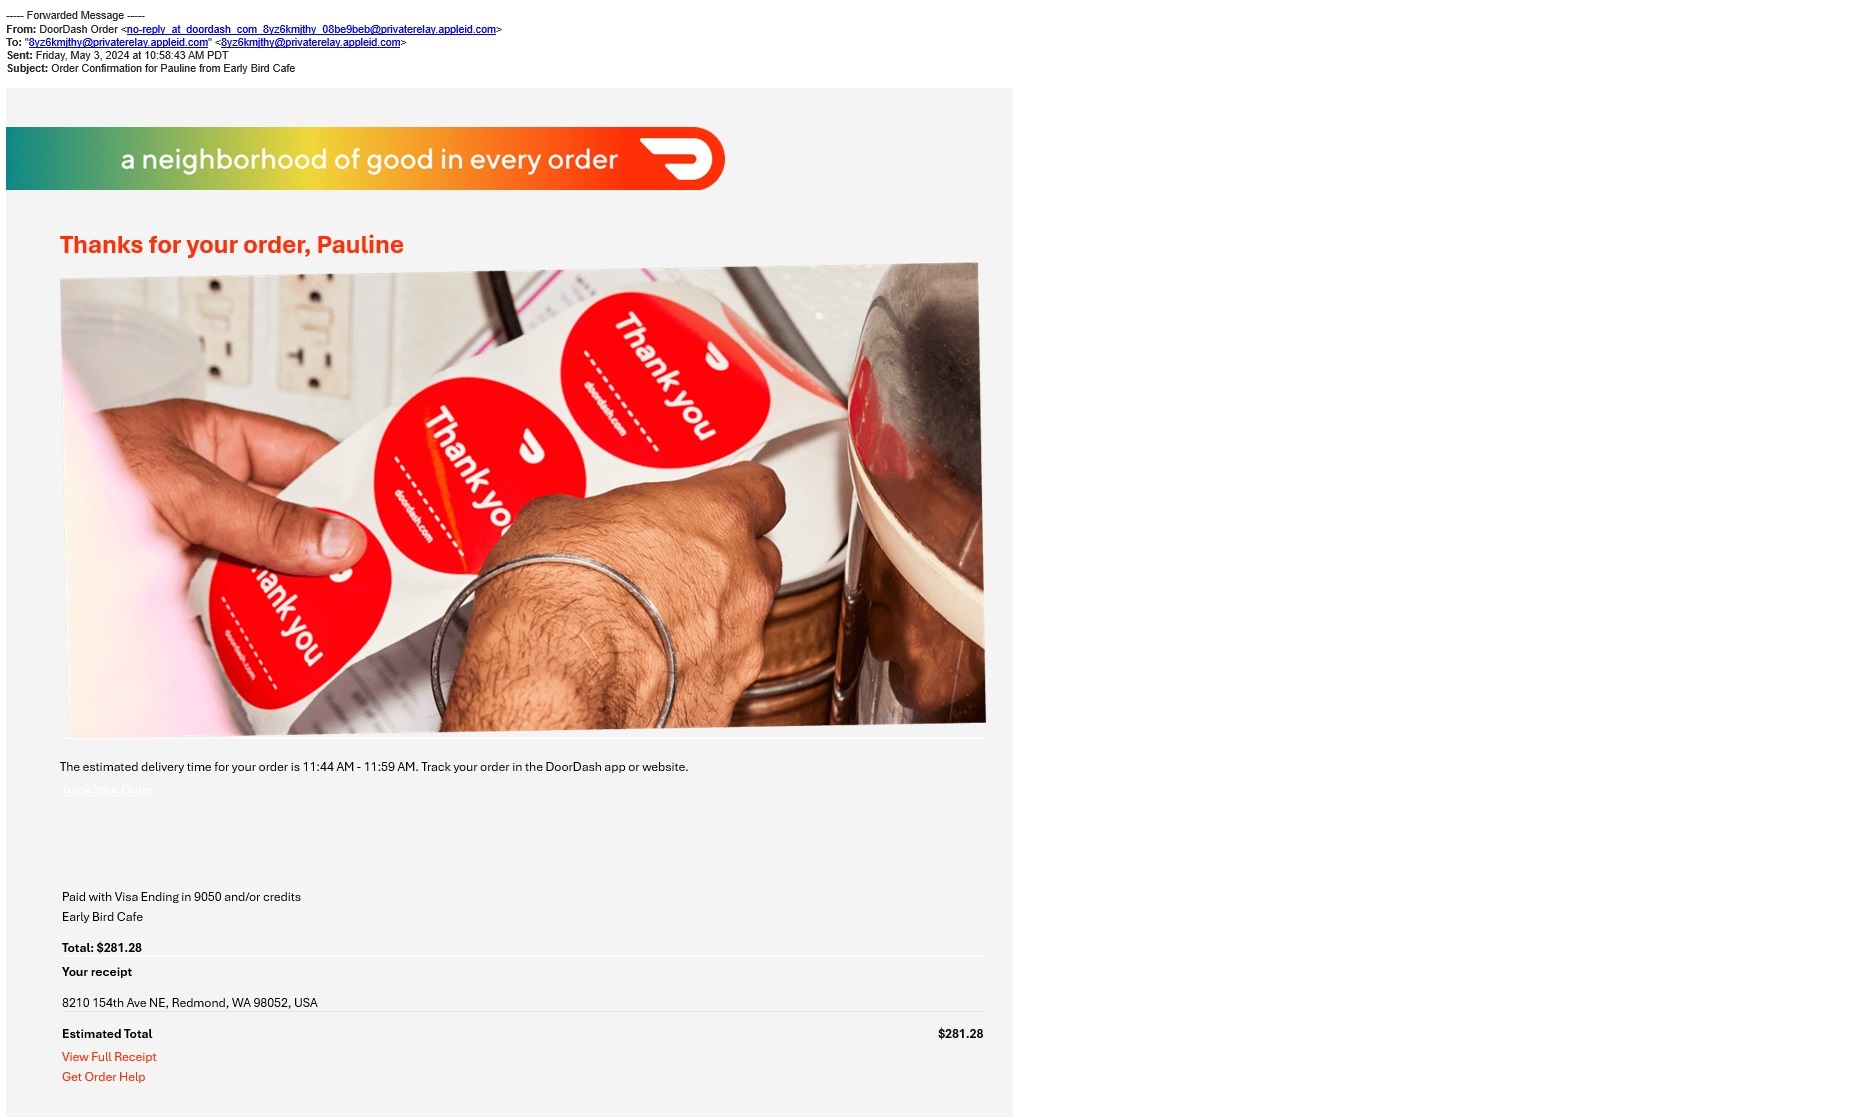 ----- Forwarded Message -----
From: DoorDash Order <no-reply_at_doordash_com_8yz6kmjthy_08be9beb@privaterelay.appleid.com>
To: "8yz6kmjthy@privaterelay.appleid.com" <8yz6kmjthy@privaterelay.appleid.com>
Sent: Friday, May 3, 2024 at 10:58:43 AM PDT
Subject: Order Confirmation for Pauline from Early Bird Cafe
a neighborhood of good in every order
Thanks for your order, Pauline
Thank you
doordash.com
Thank yo
doordash.com
hank you
doordash.com
The estimated delivery time for your order is 11:44 AM - 11:59 AM. Track your order in the DoorDash app or website.
Track Your Order
Paid with Visa Ending in 9050 and/or credits
Early Bird Cafe
Total: $281.28
Your receipt
8210 154th Ave NE, Redmond, WA 98052, USA
Estimated Total $281.28
View Full Receipt
Get Order Help